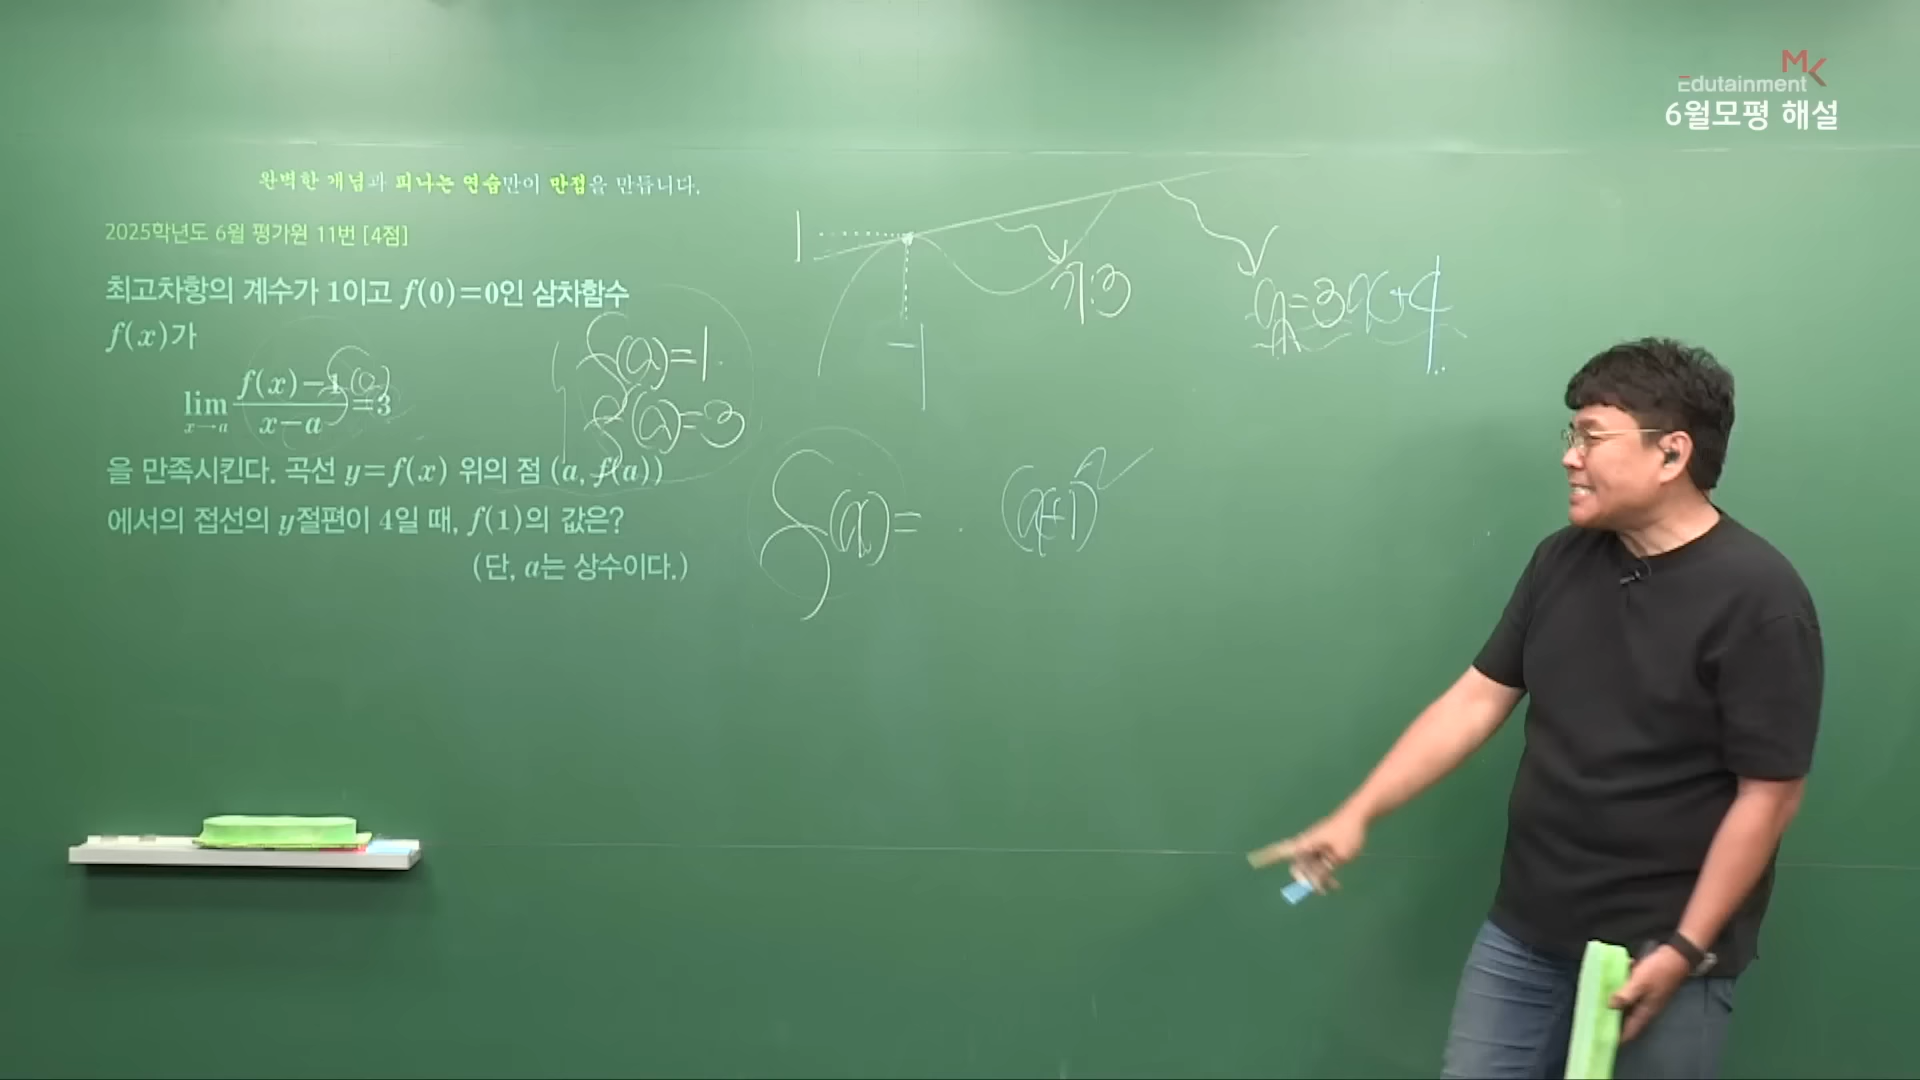 MK
Edutainment
6월모평 해설
완벽한 개념과 피나는 연습만이 만점을 만듭니다.
2025학년도 6월 평가원 11번 [4점]
최고차항의 계수가 1이고 f(0)=0인 삼차함수
f(x)가
lim x→a f(x)-1 / x-a =3
f(a)
을 만족시킨다. 곡선 y=f(x) 위의 점 (a, f(a))
에서의 접선의 y절편이 4일 때, f(1)의 값은?
(단, a는 상수이다.)
f(a)=1
f'(a)=3
1
-1
기:3
y=3x+4
f(x)= (x+1)²